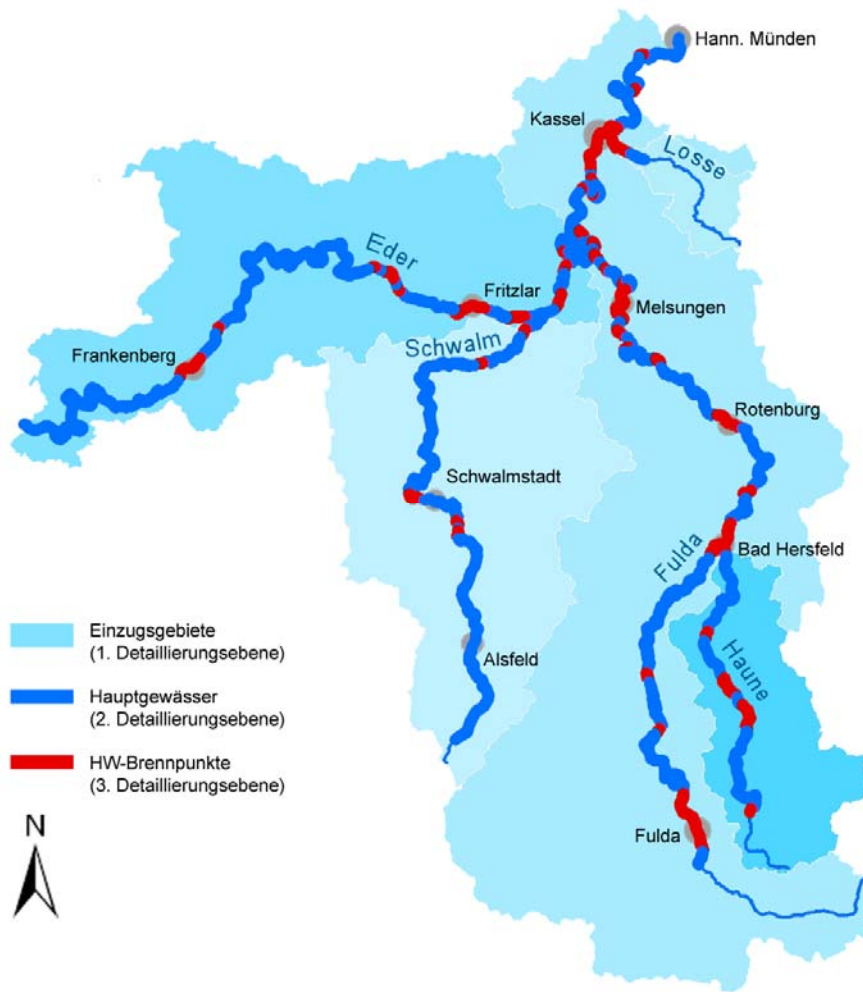 Hann. Münden
Kassel
Losse
Eder
Fritzlar
Melsungen
Schwalm
Frankenberg
Rotenburg
Schwalmstadt
Fulda
Bad Hersfeld
Haune
Alsfeld
Fulda
Einzugsgebiete
(1. Detaillierungsebene)
Hauptgewässer
(2. Detaillierungsebene)
HW-Brennpunkte
(3. Detaillierungsebene)
N